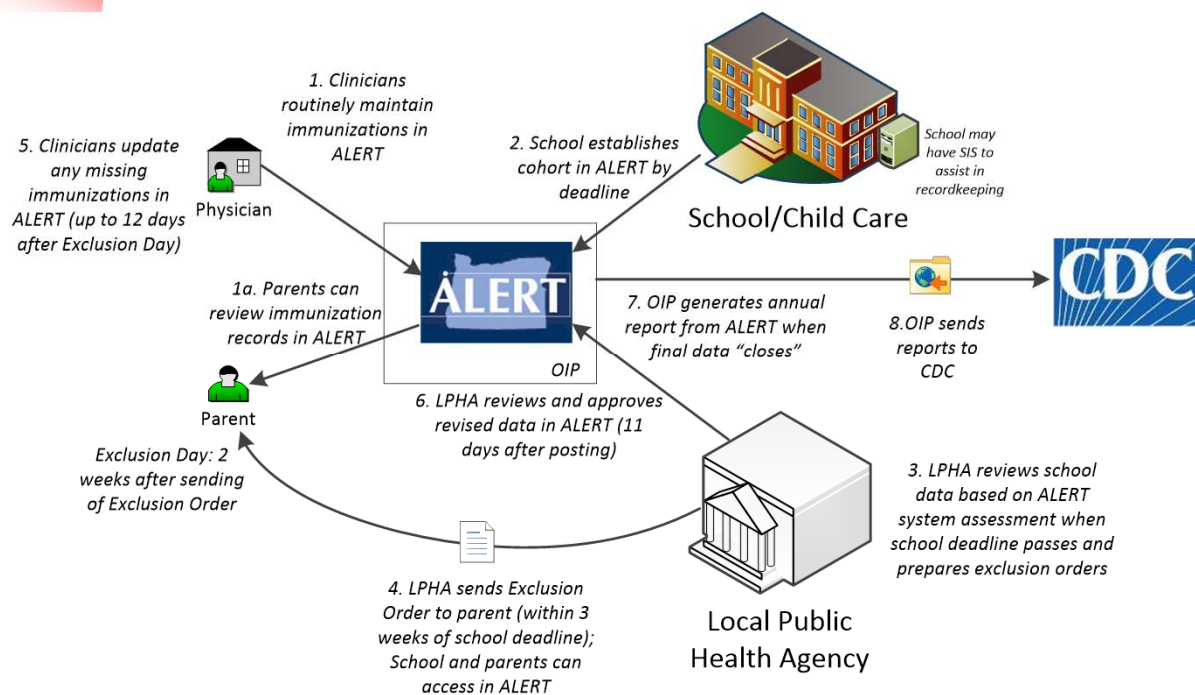 1. Clinicians
routinely maintain
immunizations in
ALERT
5. Clinicians update
any missing
immunizations in
ALERT (up to 12 days
after Exclusion Day)
Physician
2. School establishes
cohort in ALERT by
deadline
School may
have SIS to
assist in
recordkeeping
School/Child Care
ALERT
OIP
CDC
1a. Parents can
review immunization
records in ALERT
Parent
7. OIP generates annual
report from ALERT when
final data “closes”
8.OIP sends
reports to
CDC
6. LPHA reviews and approves
revised data in ALERT (11
days after posting)
Exclusion Day: 2
weeks after sending
of Exclusion Order
3. LPHA reviews school
data based on ALERT
system assessment when
school deadline passes and
prepares exclusion orders
4. LPHA sends Exclusion
Order to parent (within 3
weeks of school deadline);
School and parents can
access in ALERT
Local Public
Health Agency